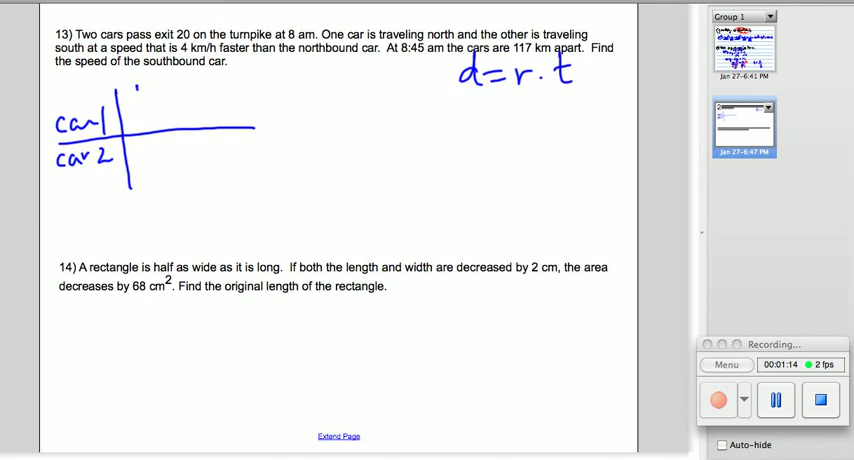 13) Two cars pass exit 20 on the turnpike at 8 am. One car is traveling north and the other is traveling
south at a speed that is 4 km/h faster than the northbound car. At 8:45 am the cars are 117 km apart. Find
the speed of the southbound car.
d=r.t
car1
car 2
14) A rectangle is half as wide as it is long. If both the length and width are decreased by 2 cm, the area
decreases by 68 cm². Find the original length of the rectangle.
Extend Page
Group 1
Jan 27-6:41 PM
Jan 27-6:47 PM
Recording...
Menu
00:01:14
2 fps
Auto-hide